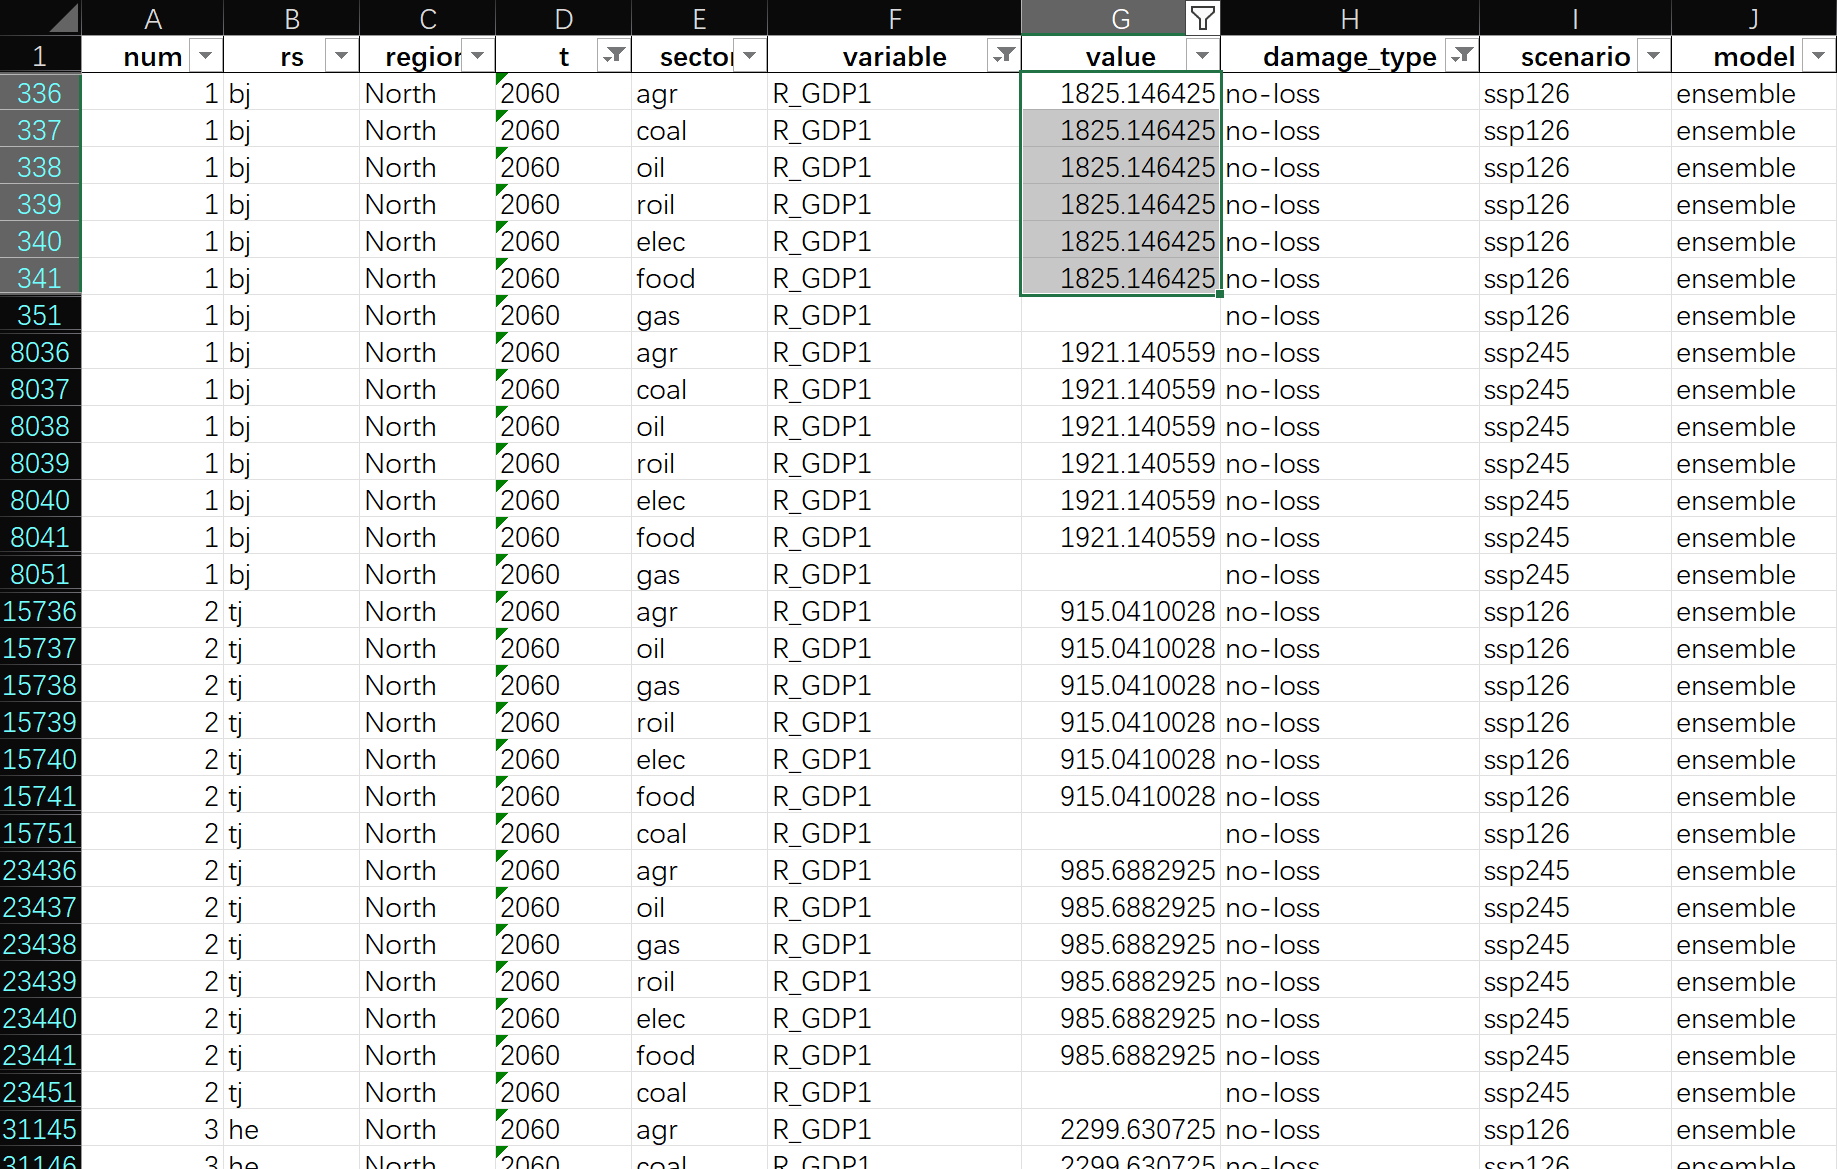 A B C D E F G H I J
1 num rs region t sector variable value damage_type scenario model
336 1 bj North 2060 agr R_GDP1 1825.146425 no-loss ssp126 ensemble
337 1 bj North 2060 coal R_GDP1 1825.146425 no-loss ssp126 ensemble
338 1 bj North 2060 oil R_GDP1 1825.146425 no-loss ssp126 ensemble
339 1 bj North 2060 roil R_GDP1 1825.146425 no-loss ssp126 ensemble
340 1 bj North 2060 elec R_GDP1 1825.146425 no-loss ssp126 ensemble
341 1 bj North 2060 food R_GDP1 1825.146425 no-loss ssp126 ensemble
351 1 bj North 2060 gas R_GDP1 no-loss ssp126 ensemble
8036 1 bj North 2060 agr R_GDP1 1921.140559 no-loss ssp245 ensemble
8037 1 bj North 2060 coal R_GDP1 1921.140559 no-loss ssp245 ensemble
8038 1 bj North 2060 oil R_GDP1 1921.140559 no-loss ssp245 ensemble
8039 1 bj North 2060 roil R_GDP1 1921.140559 no-loss ssp245 ensemble
8040 1 bj North 2060 elec R_GDP1 1921.140559 no-loss ssp245 ensemble
8041 1 bj North 2060 food R_GDP1 1921.140559 no-loss ssp245 ensemble
8051 1 bj North 2060 gas R_GDP1 no-loss ssp245 ensemble
15736 2 tj North 2060 agr R_GDP1 915.0410028 no-loss ssp126 ensemble
15737 2 tj North 2060 oil R_GDP1 915.0410028 no-loss ssp126 ensemble
15738 2 tj North 2060 gas R_GDP1 915.0410028 no-loss ssp126 ensemble
15739 2 tj North 2060 roil R_GDP1 915.0410028 no-loss ssp126 ensemble
15740 2 tj North 2060 elec R_GDP1 915.0410028 no-loss ssp126 ensemble
15741 2 tj North 2060 food R_GDP1 915.0410028 no-loss ssp126 ensemble
15751 2 tj North 2060 coal R_GDP1 no-loss ssp126 ensemble
23436 2 tj North 2060 agr R_GDP1 985.6882925 no-loss ssp245 ensemble
23437 2 tj North 2060 oil R_GDP1 985.6882925 no-loss ssp245 ensemble
23438 2 tj North 2060 gas R_GDP1 985.6882925 no-loss ssp245 ensemble
23439 2 tj North 2060 roil R_GDP1 985.6882925 no-loss ssp245 ensemble
23440 2 tj North 2060 elec R_GDP1 985.6882925 no-loss ssp245 ensemble
23441 2 tj North 2060 food R_GDP1 985.6882925 no-loss ssp245 ensemble
23451 2 tj North 2060 coal R_GDP1 no-loss ssp245 ensemble
31145 3 he North 2060 agr R_GDP1 2299.630725 no-loss ssp126 ensemble
31146 3 he North 2060 coal R_GDP1 2299.630725 no-loss ssp126 ensemble